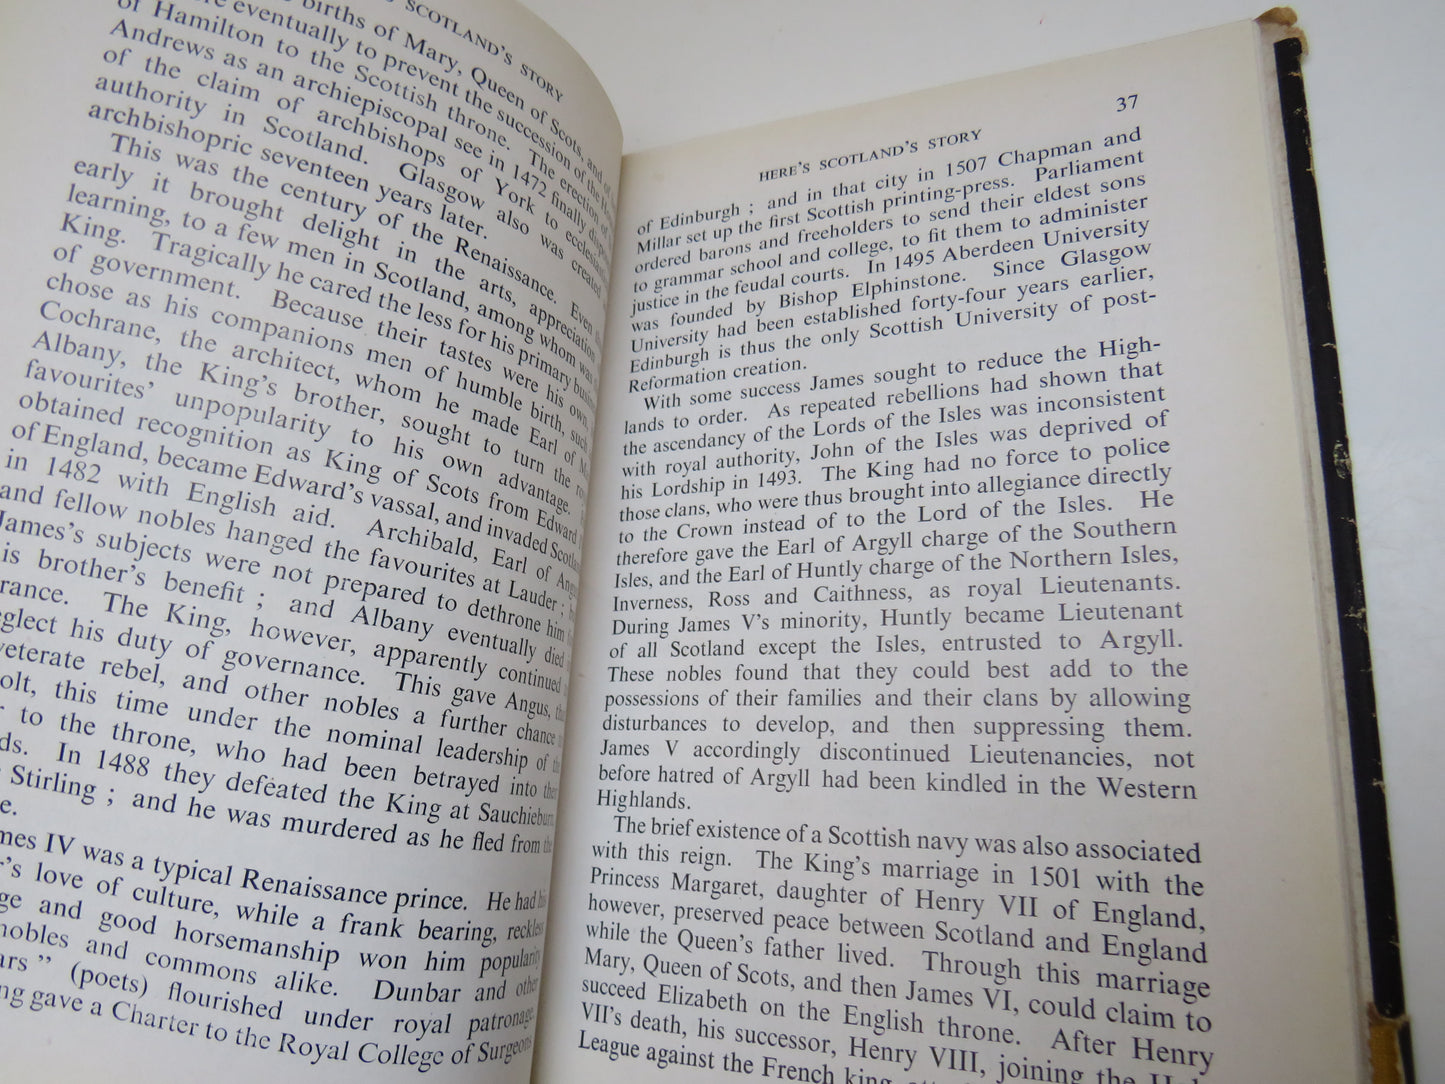 SCOTLAND'S STORY
births of Mary, Queen of Scots, and of
eventually to prevent the succession of the
of Hamilton to the Scottish throne. The erection of
Andrews as an archiepiscopal see in 1472 finally
of the claim of archbishops of York to
authority in Scotland. Glasgow also was created
archbishopric seventeen years later.
This was the century of the Renaissance. Even
early it brought delight in the arts, appreciation
learning, to a few men in Scotland, among whom was
King. Tragically he cared the less for his primary
of government. Because their tastes were his own,
chose as his companions men of humble birth, such
Cochrane, the architect, whom he made Earl of
Albany, the King's brother, sought to turn the
favourites' unpopularity to his own advantage.
obtained recognition as King of Scots from Edward
of England, became Edward's vassal, and invaded
in 1482 with English aid. Archibald, Earl of
and fellow nobles hanged the favourites at Lauder ;
James's subjects were not prepared to dethrone him
his brother's benefit ; and Albany eventually died
The King, however, apparently continued
neglect his duty of governance. This gave Angus,
rebel, and other nobles a further chance
this time under the nominal leadership of the
to the throne, who had been betrayed into their
In 1488 they defeated the King at Sauchieburn,
Stirling ; and he was murdered as he fled from the
IV was a typical Renaissance prince. He had his
love of culture, while a frank bearing, reckless
and good horsemanship won him popularity
nobles and commons alike. Dunbar and other
" (poets) flourished under royal patronage.
gave a Charter to the Royal College of Surgeons
HERE'S SCOTLAND'S STORY 37
of Edinburgh ; and in that city in 1507 Chapman and
Millar set up the first Scottish printing-press. Parliament
ordered barons and freeholders to send their eldest sons
to grammar school and college, to fit them to administer
justice in the feudal courts. In 1495 Aberdeen University
was founded by Bishop Elphinstone. Since Glasgow
University had been established forty-four years earlier,
Edinburgh is thus the only Scottish University of post-
Reformation creation.
With some success James sought to reduce the High-
lands to order. As repeated rebellions had shown that
the ascendancy of the Lords of the Isles was inconsistent
with royal authority, John of the Isles was deprived of
his Lordship in 1493. The King had no force to police
those clans, who were thus brought into allegiance directly
to the Crown instead of to the Lord of the Isles. He
therefore gave the Earl of Argyll charge of the Southern
Isles, and the Earl of Huntly charge of the Northern Isles,
Inverness, Ross and Caithness, as royal Lieutenants.
During James V's minority, Huntly became Lieutenant
of all Scotland except the Isles, entrusted to Argyll.
These nobles found that they could best add to the
possessions of their families and their clans by allowing
disturbances to develop, and then suppressing them.
James V accordingly discontinued Lieutenancies, not
before hatred of Argyll had been kindled in the Western
Highlands.
The brief existence of a Scottish navy was also associated
with this reign. The King's marriage in 1501 with the
Princess Margaret, daughter of Henry VII of England,
however, preserved peace between Scotland and England
while the Queen's father lived. Through this marriage
Mary, Queen of Scots, and then James VI, could claim to
succeed Elizabeth on the English throne. After Henry
VII's death, his successor, Henry VIII, joining the
League against the French king,